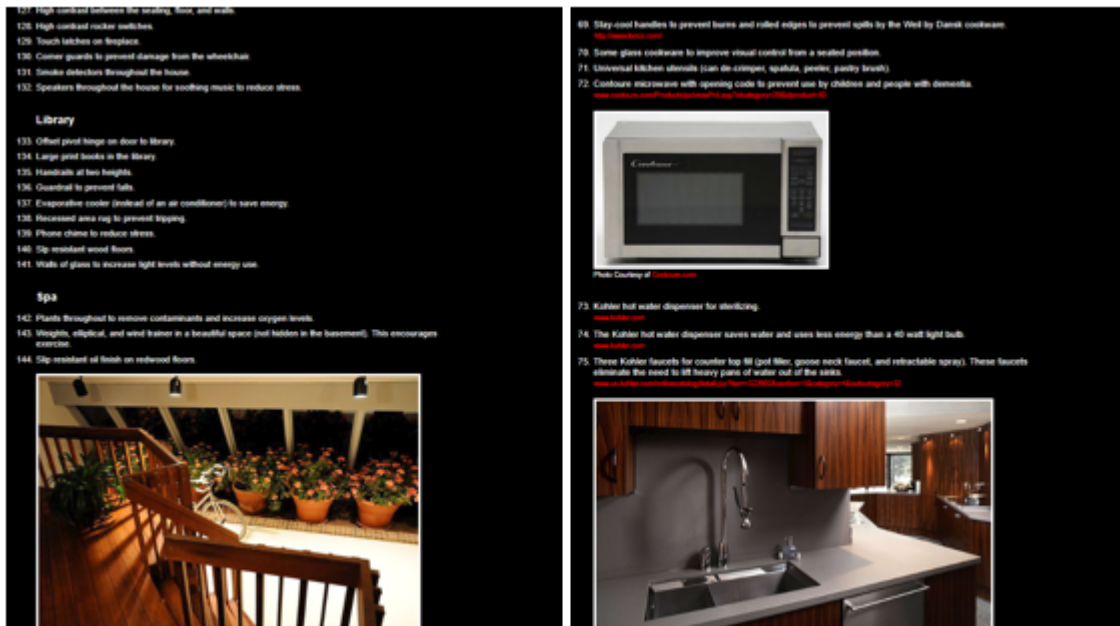 127. High contrast between the seating, floor, and walls.
128. High contrast rocker switches.
129. Touch latches on fireplace.
130. Corner guards to prevent damage from the wheelchair.
131. Smoke detectors throughout the house.
132. Speakers throughout the house for soothing music to reduce stress.
Library
133. Offset pivot hinge on door to library.
134. Large print books in the library.
135. Handrails at two heights.
136. Guardrail to prevent falls.
137. Evaporative cooler (instead of an air conditioner) to save energy.
138. Recessed area rug to prevent tripping.
139. Phone chime to reduce stress.
140. Slip resistant wood floors.
141. Walls of glass to increase light levels without energy use.
Spa
142. Plants throughout to remove contaminants and increase oxygen levels.
143. Weights, elliptical, and wind trainer in a beautiful space (not hidden in the basement). This encourages
exercise.
144. Slip resistant oil finish on redwood floors.
69. Stay-cool handles to prevent burns and rolled edges to prevent spills by the Weil by Dansk cookware.
70. Some glass cookware to improve visual control from a seated position.
71. Universal kitchen utensils (can de-crimper, spatula, peeler, pastry brush).
72. Contoure microwave with opening code to prevent use by children and people with dementia.
Contoure
Photo Courtesy of Contoure.com
73. Kohler hot water dispenser for sterilizing.
www.kohler.com
74. The Kohler hot water dispenser saves water and uses less energy than a 40 watt light bulb.
www.kohler.com
75. Three Kohler faucets for counter top fill (pot filler, goose neck faucet, and retractable spray). These faucets
eliminate the need to lift heavy pans of water out of the sinks.